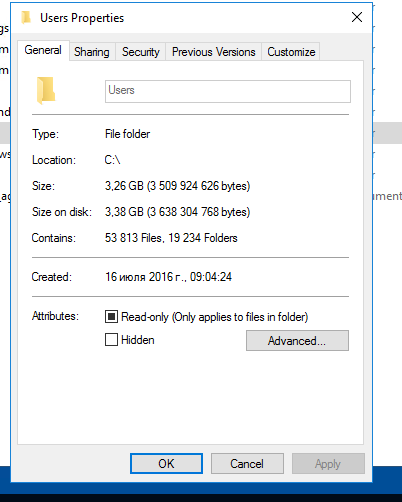 Users Properties
General Sharing Security Previous Versions Customize
Users
Type: File folder
Location: C:\
Size: 3,26 GB (3 509 924 626 bytes)
Size on disk: 3,38 GB (3 638 304 768 bytes)
Contains: 53 813 Files, 19 234 Folders
Created: 16 июля 2016 г., 09:04:24
Attributes: Read-only (Only applies to files in folder)
Hidden
Advanced...
OK Cancel Apply